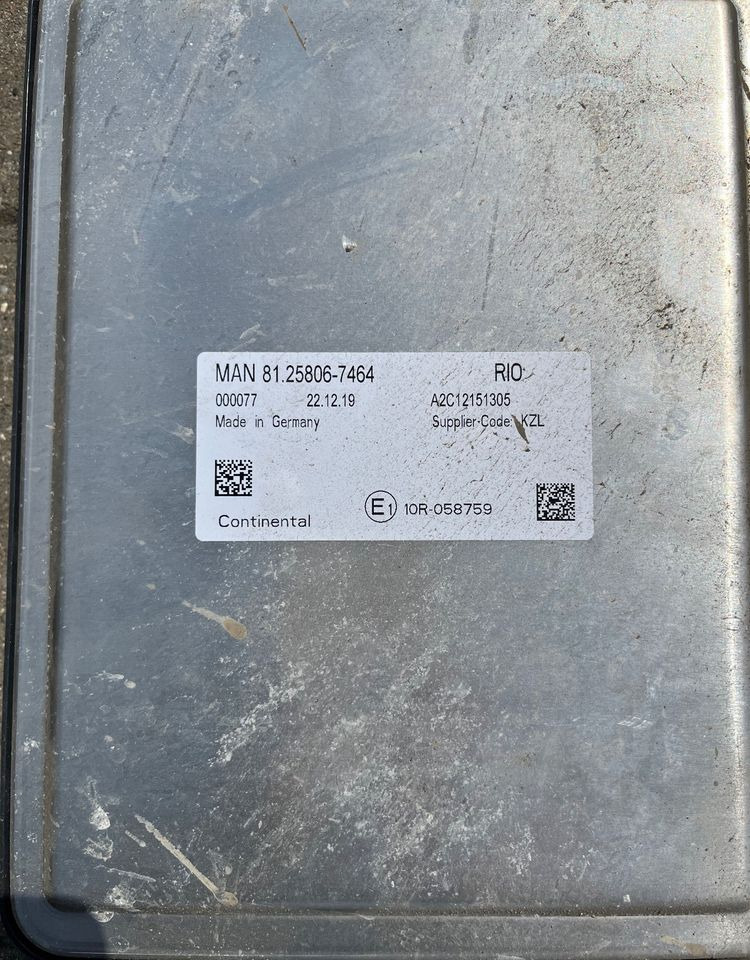 MAN 81.25806-7464 RIO
000077 22.12.19 A2C12151305
Made in Germany Supplier-Code: KZL
E1 10R-058759
Continental